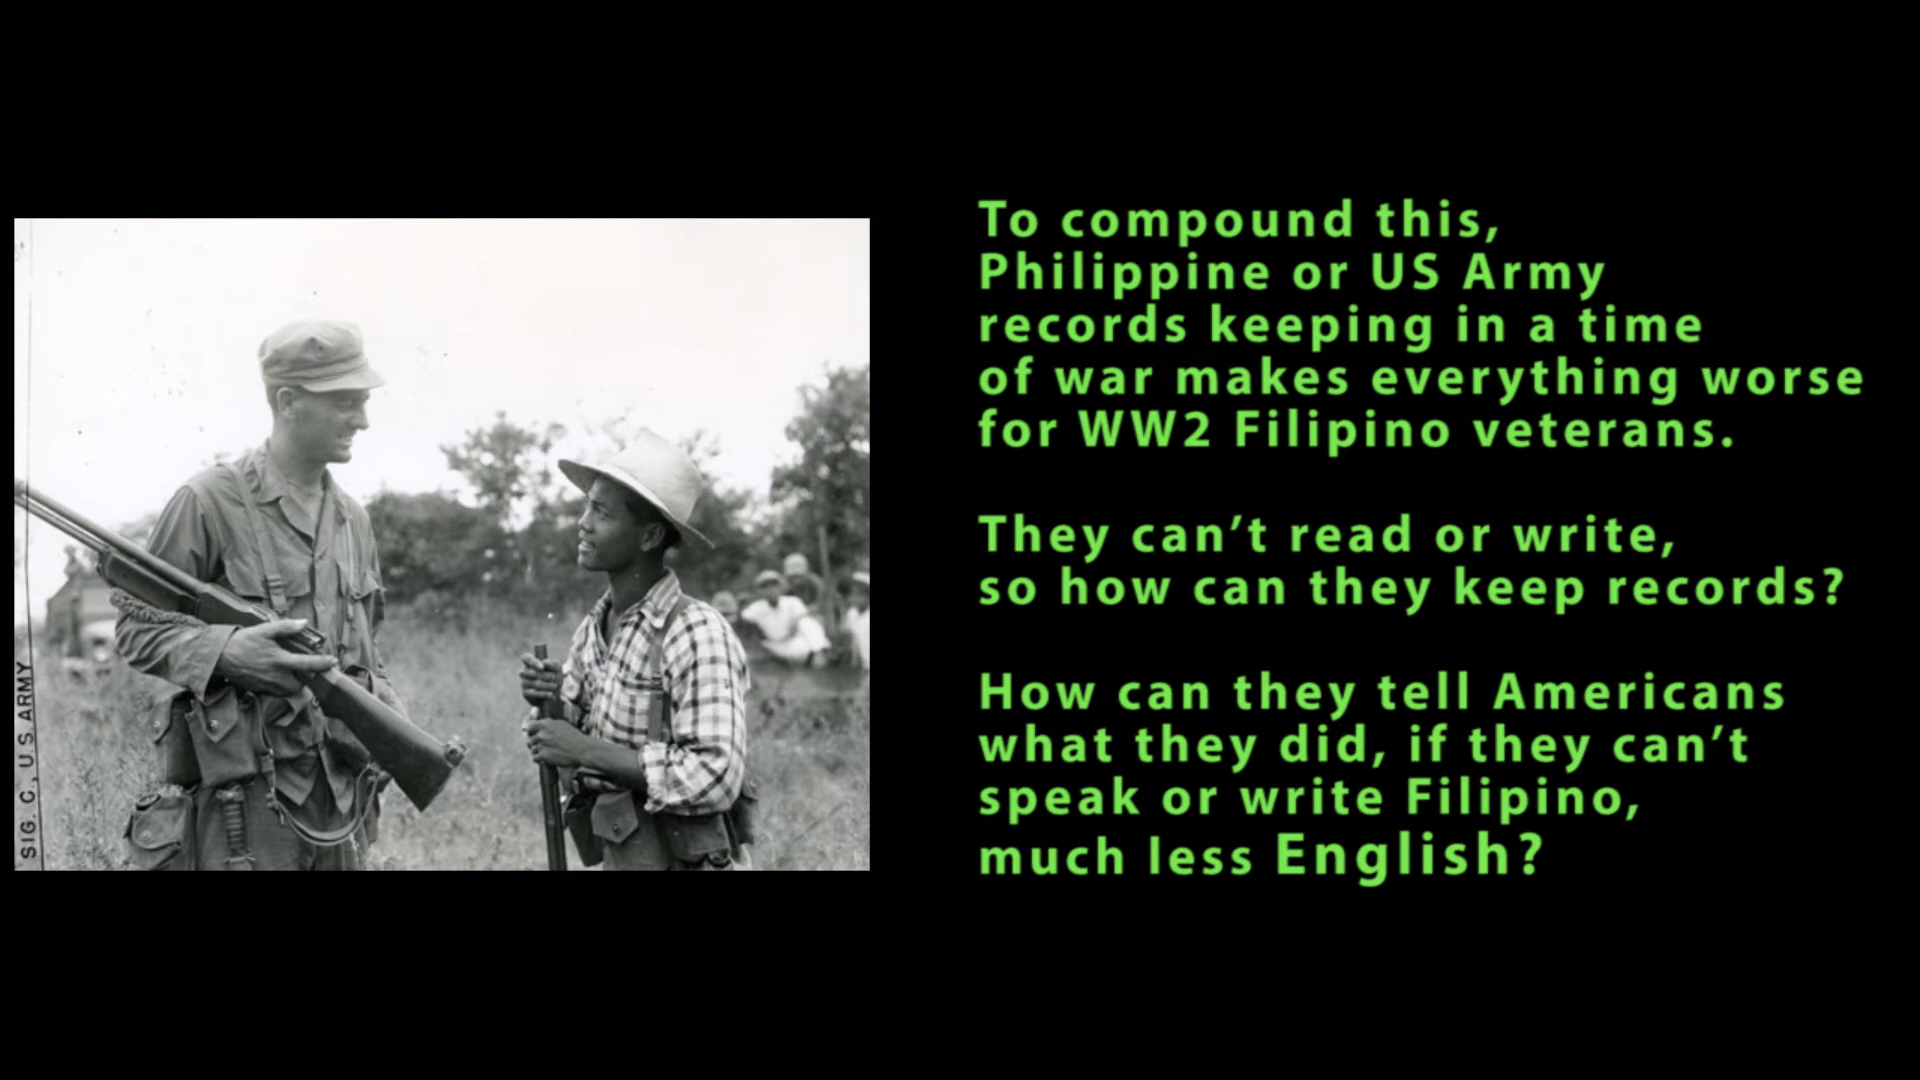 SIG. C., U.S. ARMY
To compound this,
Philippine or US Army
records keeping in a time
of war makes everything worse
for WW2 Filipino veterans.
They can't read or write,
so how can they keep records?
How can they tell Americans
what they did, if they can't
speak or write Filipino,
much less English?